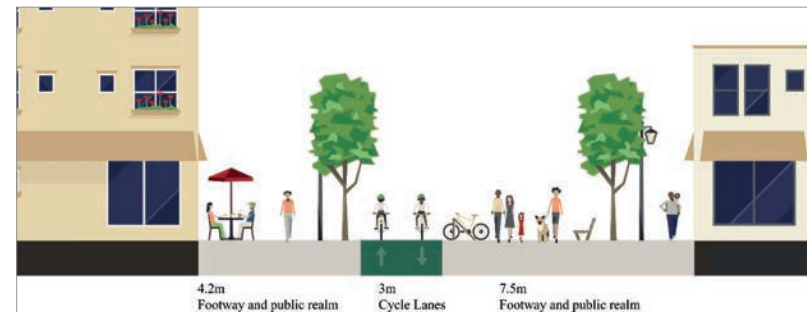 4.2m
Footway and public realm
3m
Cycle Lanes
7.5m
Footway and public realm